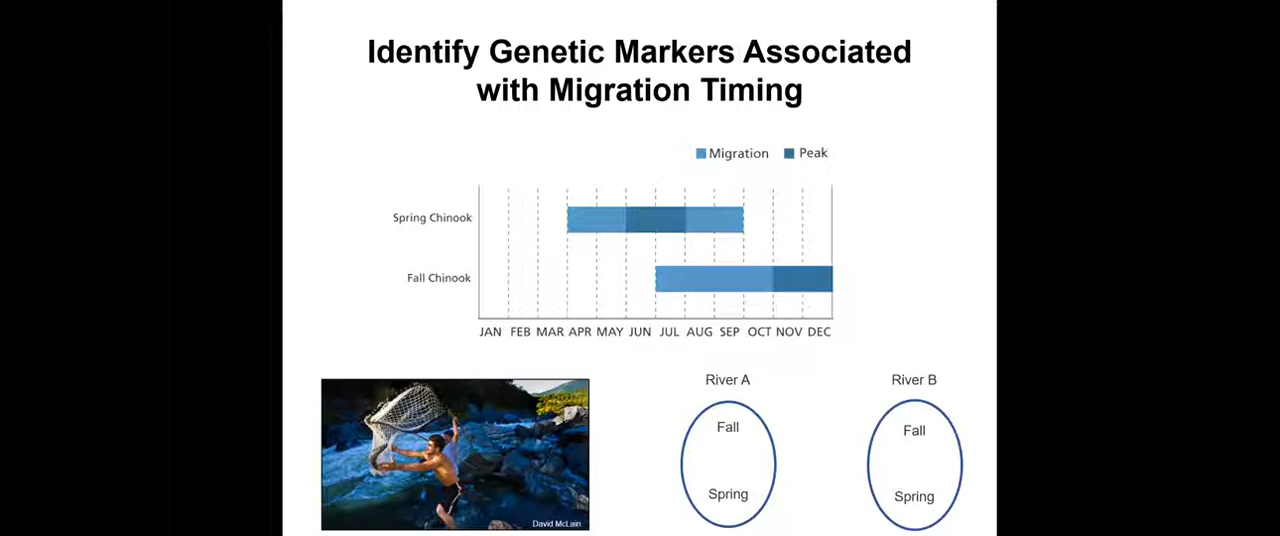 Identify Genetic Markers Associated
with Migration Timing
Migration Peak
Spring Chinook
Fall Chinook
JAN FEB MAR APR MAY JUN JUL AUG SEP OCT NOV DEC
River A River B
Fall Fall
Spring Spring
David McLain